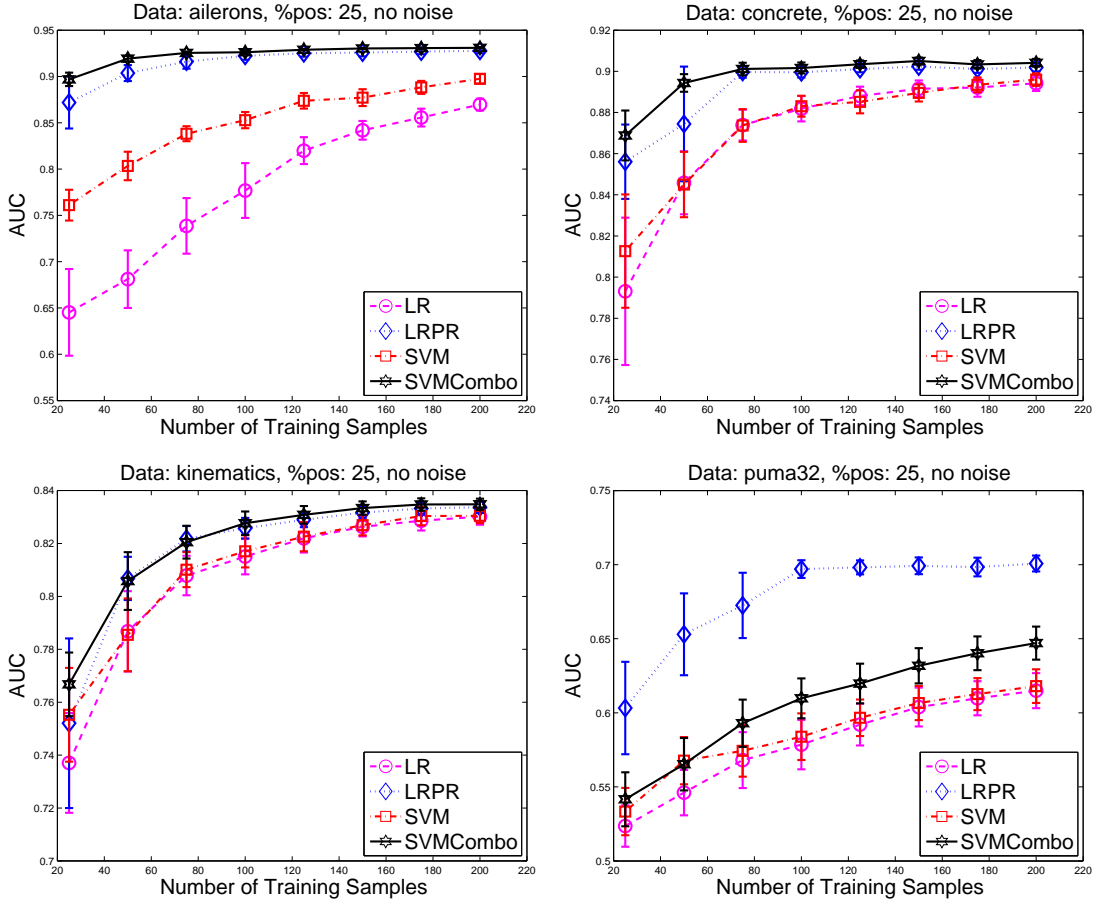 Data: ailerons, %pos: 25, no noise
0.95
0.9
0.85
0.8
0.75
0.7
0.65
0.6
0.55
AUC
20 40 60 80 100 120 140 160 180 200 220
Number of Training Samples
LR
LRPR
SVM
SVMCombo
Data: concrete, %pos: 25, no noise
0.92
0.9
0.88
0.86
0.84
0.82
0.8
0.78
0.76
0.74
AUC
20 40 60 80 100 120 140 160 180 200 220
Number of Training Samples
LR
LRPR
SVM
SVMCombo
Data: kinematics, %pos: 25, no noise
0.84
0.82
0.8
0.78
0.76
0.74
0.72
0.7
AUC
20 40 60 80 100 120 140 160 180 200 220
Number of Training Samples
LR
LRPR
SVM
SVMCombo
Data: puma32, %pos: 25, no noise
0.75
0.7
0.65
0.6
0.55
0.5
AUC
20 40 60 80 100 120 140 160 180 200 220
Number of Training Samples
LR
LRPR
SVM
SVMCombo